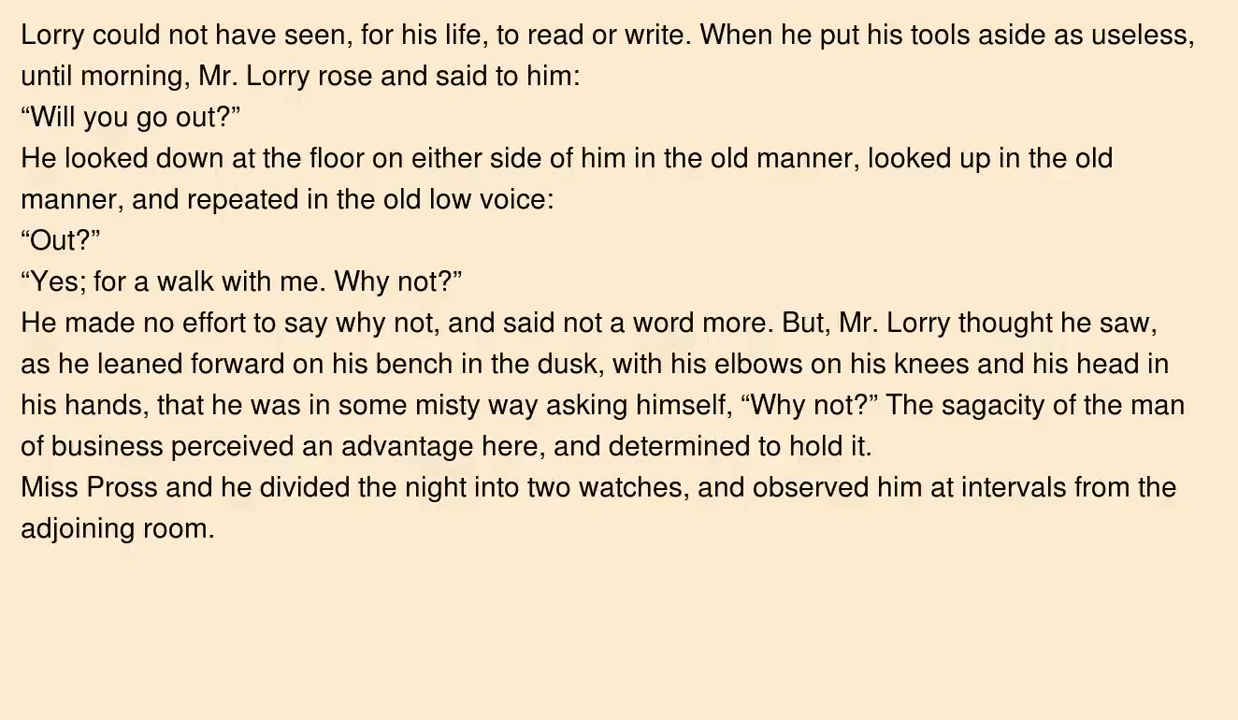 Lorry could not have seen, for his life, to read or write. When he put his tools aside as useless,
until morning, Mr. Lorry rose and said to him:
“Will you go out?”
He looked down at the floor on either side of him in the old manner, looked up in the old
manner, and repeated in the old low voice:
“Out?”
“Yes; for a walk with me. Why not?”
He made no effort to say why not, and said not a word more. But, Mr. Lorry thought he saw,
as he leaned forward on his bench in the dusk, with his elbows on his knees and his head in
his hands, that he was in some misty way asking himself, “Why not?” The sagacity of the man
of business perceived an advantage here, and determined to hold it.
Miss Pross and he divided the night into two watches, and observed him at intervals from the
adjoining room.